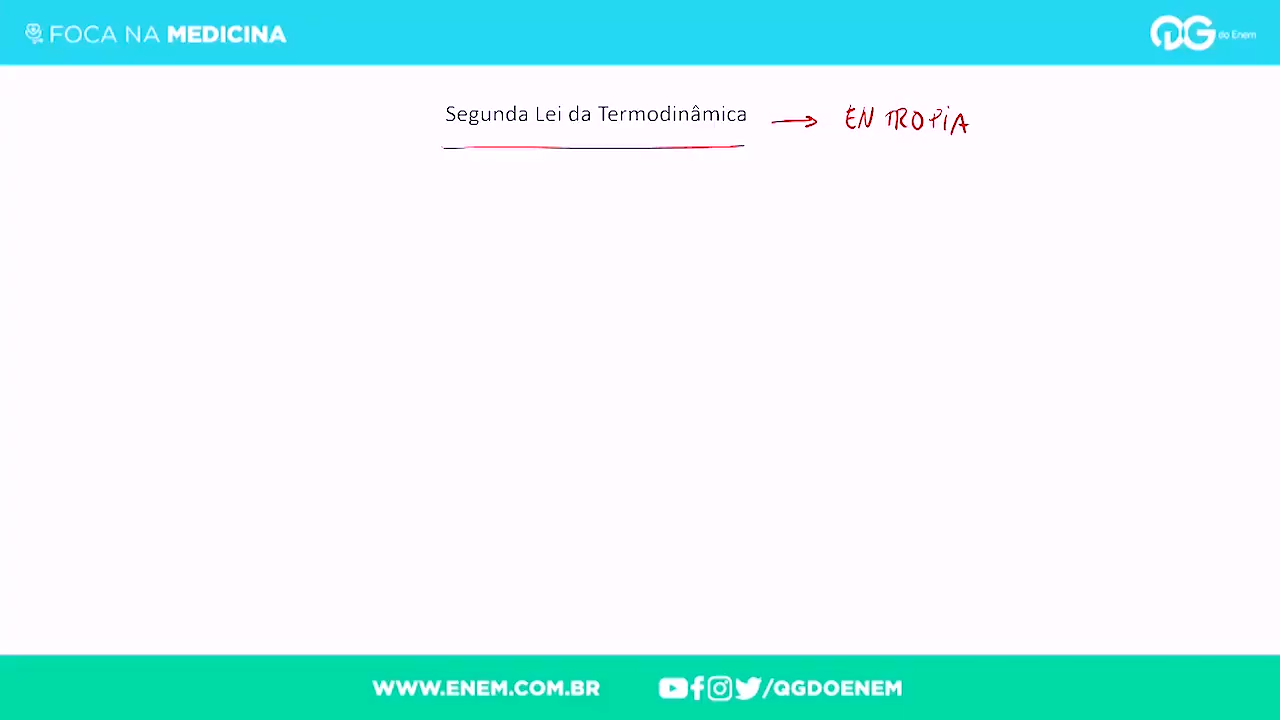 FOCA NA MEDICINA
QG do Enem
Segunda Lei da Termodinâmica → ENTROPIA
WWW.ENEM.COM.BR /QGDOENEM